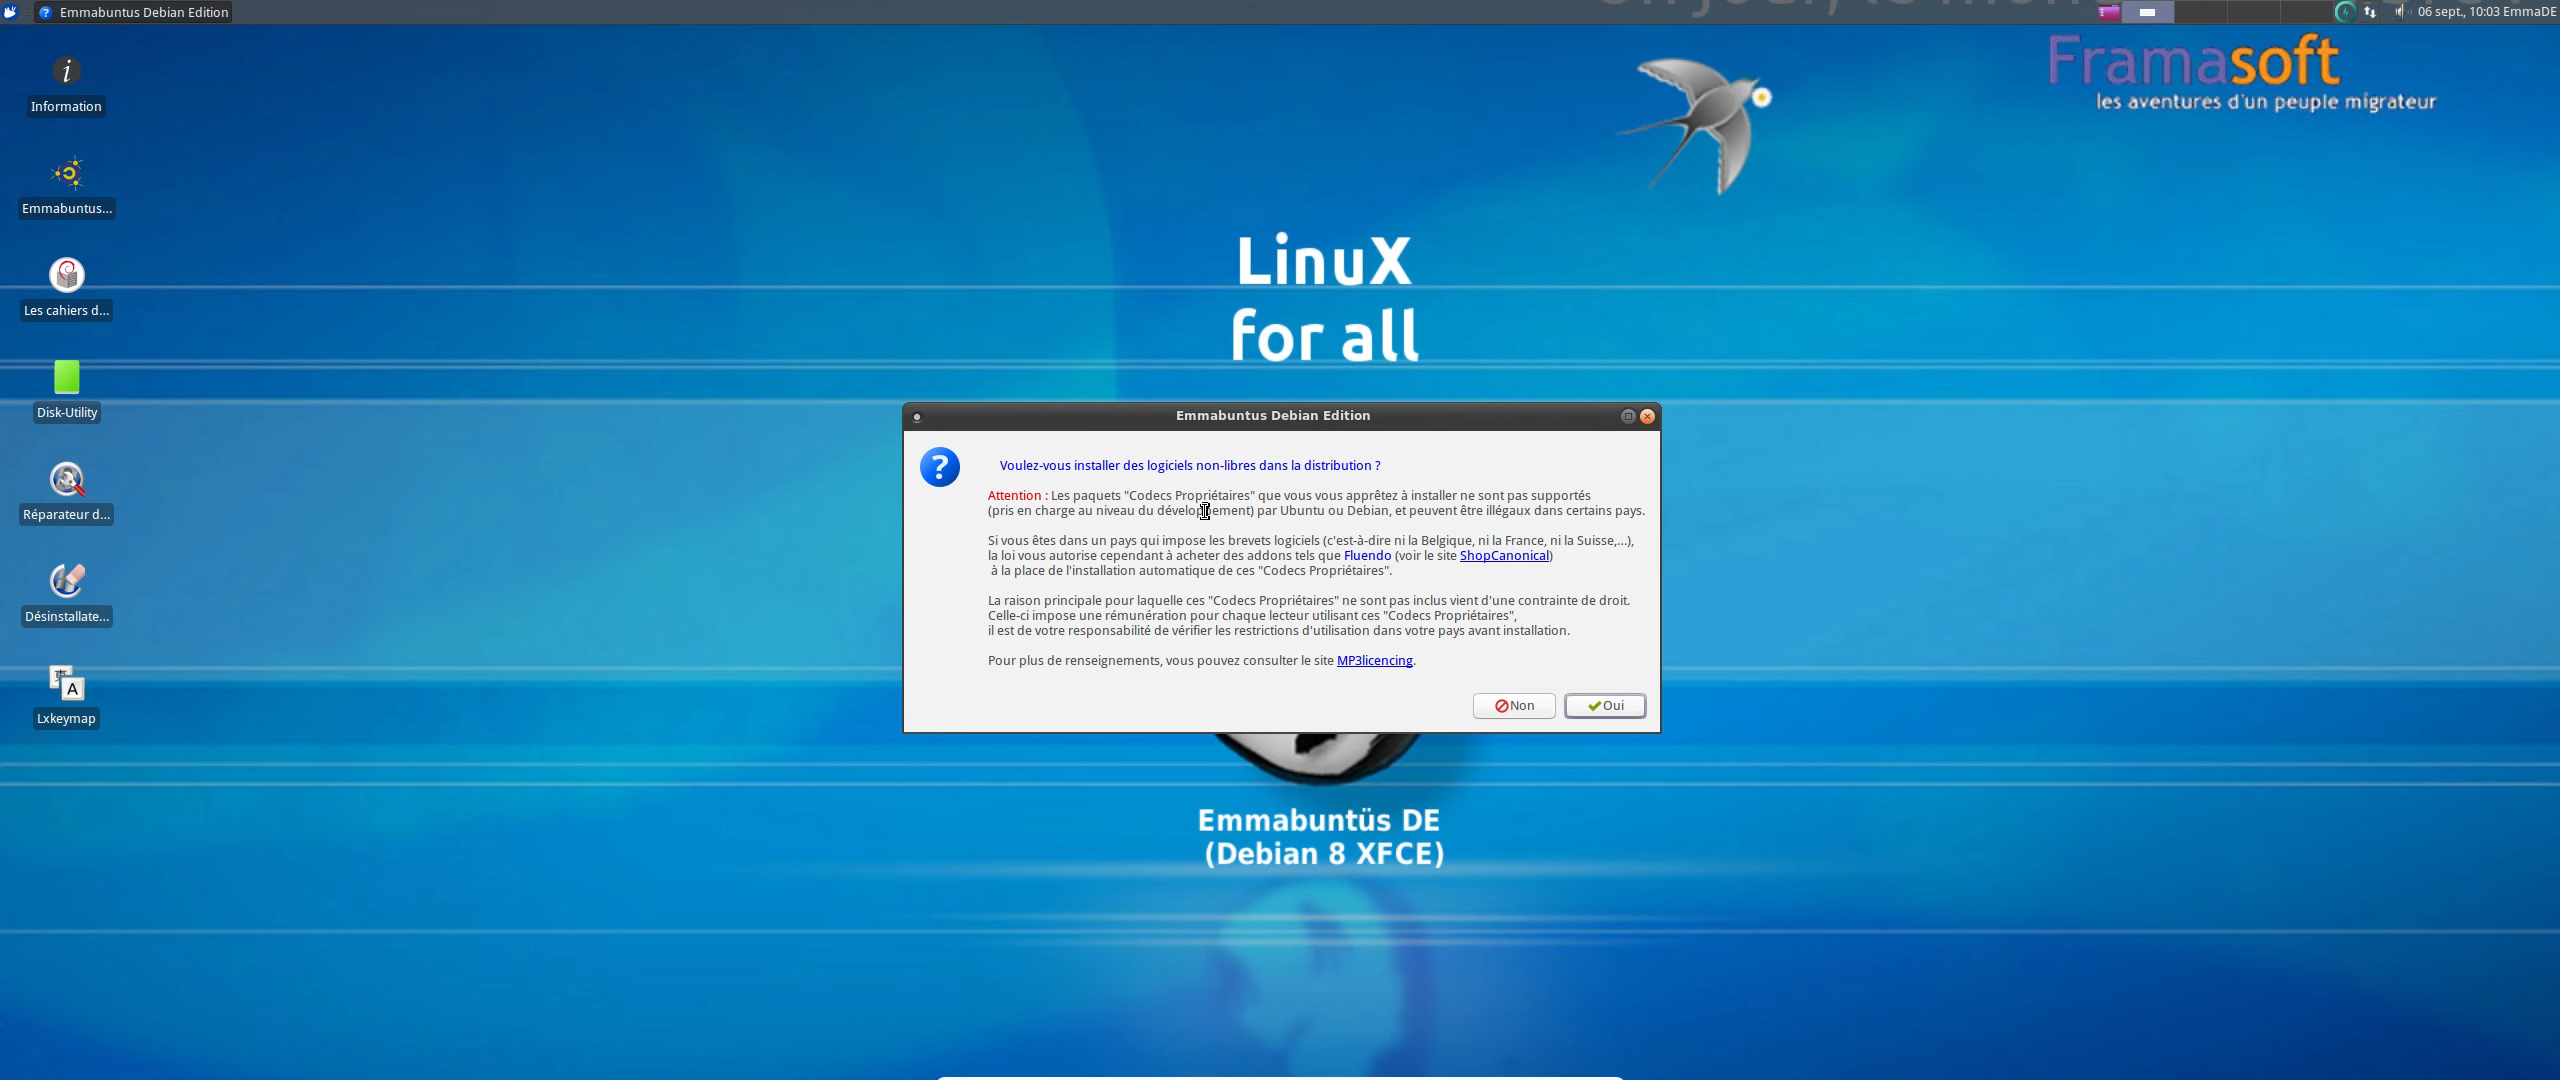 Emmabuntus Debian Edition
06 sept., 10:03 EmmaDE
Framasoft
les aventures d'un peuple migrateur
Information
Emmabuntus...
Les cahiers d...
Disk-Utility
Réparateur d...
Désinstallate...
Lxkeymap
LinuX
for all
Emmabuntus Debian Edition
Voulez-vous installer des logiciels non-libres dans la distribution ?
Attention : Les paquets "Codecs Propriétaires" que vous vous apprêtez à installer ne sont pas supportés
(pris en charge au niveau du développement) par Ubuntu ou Debian, et peuvent être illégaux dans certains pays.
Si vous êtes dans un pays qui impose les brevets logiciels (c'est-à-dire ni la Belgique, ni la France, ni la Suisse,...),
la loi vous autorise cependant à acheter des addons tels que Fluendo (voir le site ShopCanonical)
à la place de l'installation automatique de ces "Codecs Propriétaires".
La raison principale pour laquelle ces "Codecs Propriétaires" ne sont pas inclus vient d'une contrainte de droit.
Celle-ci impose une rémunération pour chaque lecteur utilisant ces "Codecs Propriétaires",
il est de votre responsabilité de vérifier les restrictions d'utilisation dans votre pays avant installation.
Pour plus de renseignements, vous pouvez consulter le site MP3licencing.
Non
Oui
Emmabuntüs DE
(Debian 8 XFCE)